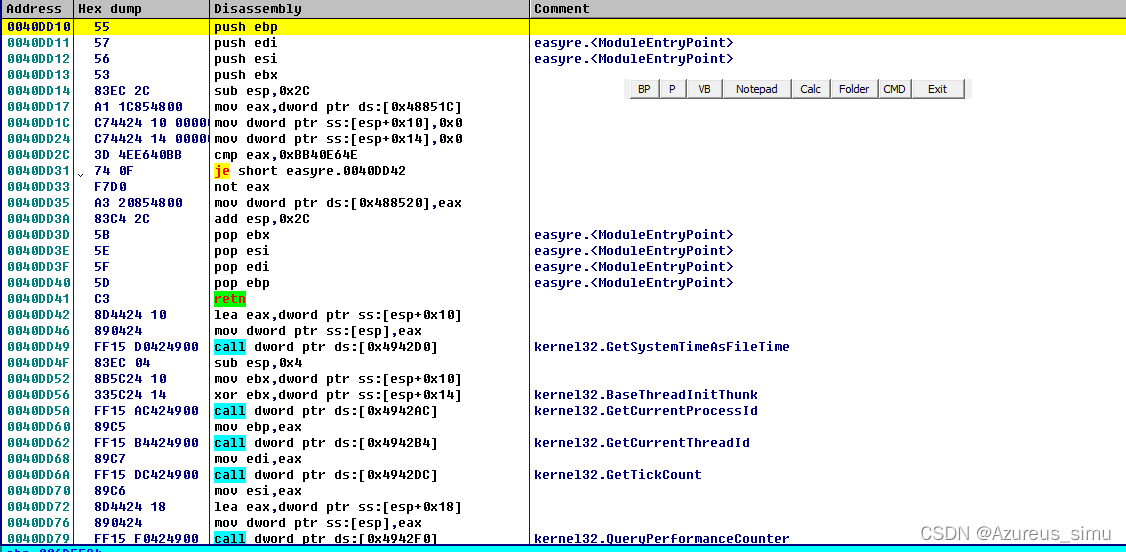 Address Hex dump Disassembly Comment
0040DD10 55 push ebp
0040DD11 57 push edi easyre.<ModuleEntryPoint>
0040DD12 56 push esi easyre.<ModuleEntryPoint>
0040DD13 53 push ebx
0040DD14 83EC 2C sub esp,0x2C BP P VB Notepad Calc Folder CMD Exit
0040DD17 A1 1C854800 mov eax,dword ptr ds:[0x48851C]
0040DD1C C74424 10 0000 mov dword ptr ss:[esp+0x10],0x0
0040DD24 C74424 14 0000 mov dword ptr ss:[esp+0x14],0x0
0040DD2C 3D 4EE640BB cmp eax,0xBB40E64E
0040DD31 74 0F je short easyre.0040DD42
0040DD33 F7D0 not eax
0040DD35 A3 20854800 mov dword ptr ds:[0x488520],eax
0040DD3A 83C4 2C add esp,0x2C
0040DD3D 5B pop ebx easyre.<ModuleEntryPoint>
0040DD3E 5E pop esi easyre.<ModuleEntryPoint>
0040DD3F 5F pop edi easyre.<ModuleEntryPoint>
0040DD40 5D pop ebp easyre.<ModuleEntryPoint>
0040DD41 C3 retn
0040DD42 8D4424 10 lea eax,dword ptr ss:[esp+0x10]
0040DD46 890424 mov dword ptr ss:[esp],eax
0040DD49 FF15 D0424900 call dword ptr ds:[0x4942D0] kernel32.GetSystemTimeAsFileTime
0040DD4F 83EC 04 sub esp,0x4
0040DD52 8B5C24 10 mov ebx,dword ptr ss:[esp+0x10]
0040DD56 335C24 14 xor ebx,dword ptr ss:[esp+0x14] kernel32.BaseThreadInitThunk
0040DD5A FF15 AC424900 call dword ptr ds:[0x4942AC] kernel32.GetCurrentProcessId
0040DD60 89C5 mov ebp,eax
0040DD62 FF15 B4424900 call dword ptr ds:[0x4942B4] kernel32.GetCurrentThreadId
0040DD68 89C7 mov edi,eax
0040DD6A FF15 DC424900 call dword ptr ds:[0x4942DC] kernel32.GetTickCount
0040DD70 89C6 mov esi,eax
0040DD72 8D4424 18 lea eax,dword ptr ss:[esp+0x18]
0040DD76 890424 mov dword ptr ss:[esp],eax
0040DD79 FF15 F0424900 call dword ptr ds:[0x4942F0] kernel32.QueryPerformanceCounter
CSDN @Azureus_simu